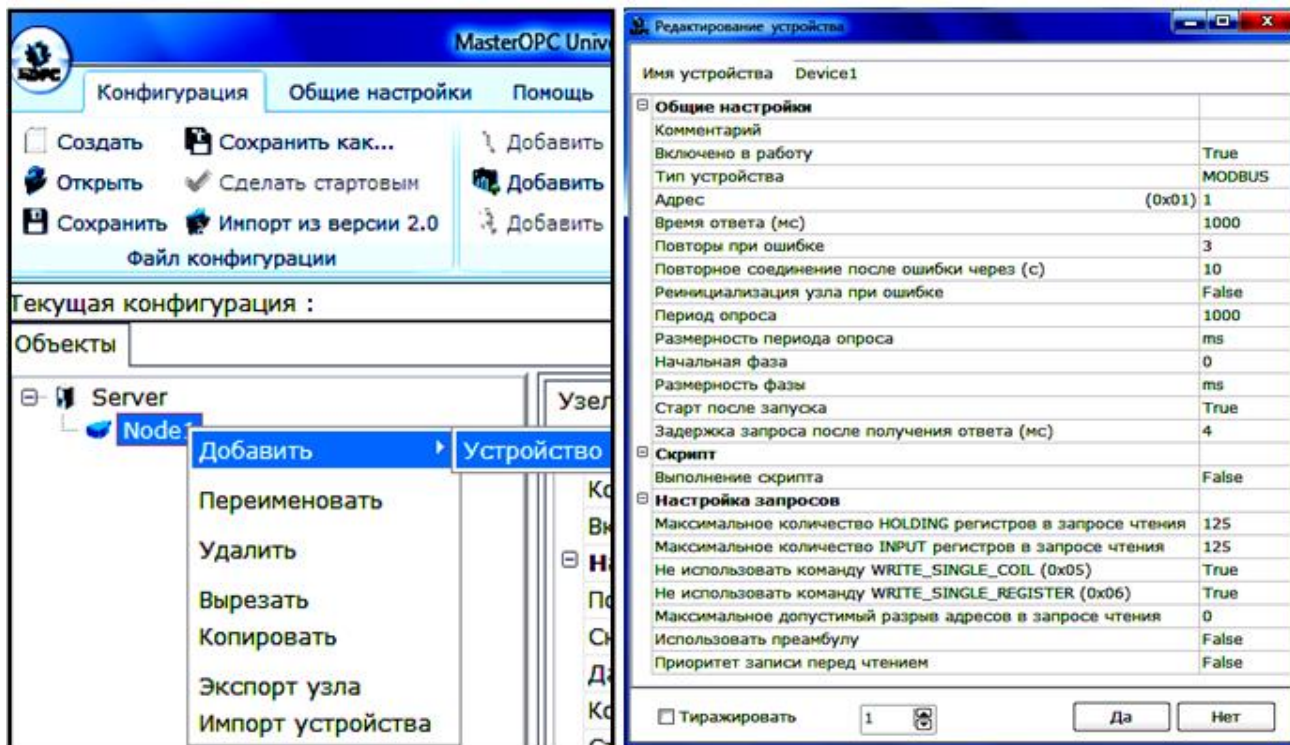 MasterOPC Univ
Конфигурация Общие настройки Помощь
Создать Сохранить как... Добавить
Открыть Сделать стартовым Добавить
Сохранить Импорт из версии 2.0 Добавить
Файл конфигурации
Текущая конфигурация :
Объекты
Server
Node1
Узел
Добавить Устройство
Переименовать
Удалить
Вырезать
Копировать
Экспорт узла
Импорт устройства
Редактирование устройства
Имя устройства Device1
Общие настройки
Комментарий
Включено в работу True
Тип устройства MODBUS
Адрес (0x01) 1
Время ответа (мс) 1000
Повторы при ошибке 3
Повторное соединение после ошибки через (с) 10
Реинициализация узла при ошибке False
Период опроса 1000
Размерность периода опроса ms
Начальная фаза 0
Размерность фазы ms
Старт после запуска True
Задержка запроса после получения ответа (мс) 4
Скрипт
Выполнение скрипта False
Настройка запросов
Максимальное количество HOLDING регистров в запросе чтения 125
Максимальное количество INPUT регистров в запросе чтения 125
Не использовать команду WRITE_SINGLE_COIL (0x05) True
Не использовать команду WRITE_SINGLE_REGISTER (0x06) True
Максимальное допустимый разрыв адресов в запросе чтения 0
Использовать преамбулу False
Приоритет записи перед чтением False
Тиражировать 1 Да Нет